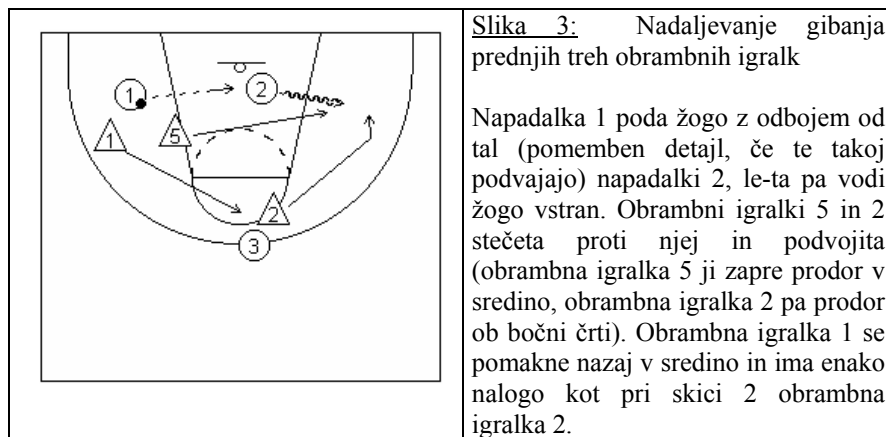 1
2
1
5
2
3
Slika 3: Nadaljevanje gibanja
prednjih treh obrambnih igralk
Napadalka 1 poda žogo z odbojem od
tal (pomemben detajl, če te takoj
podvajajo) napadalki 2, le-ta pa vodi
žogo vstran. Obrambni igralki 5 in 2
stečeta proti njej in podvojita
(obrambna igralka 5 ji zapre prodor v
sredino, obrambna igralka 2 pa prodor
ob bočni črti). Obrambna igralka 1 se
pomakne nazaj v sredino in ima enako
nalogo kot pri skici 2 obrambna
igralka 2.